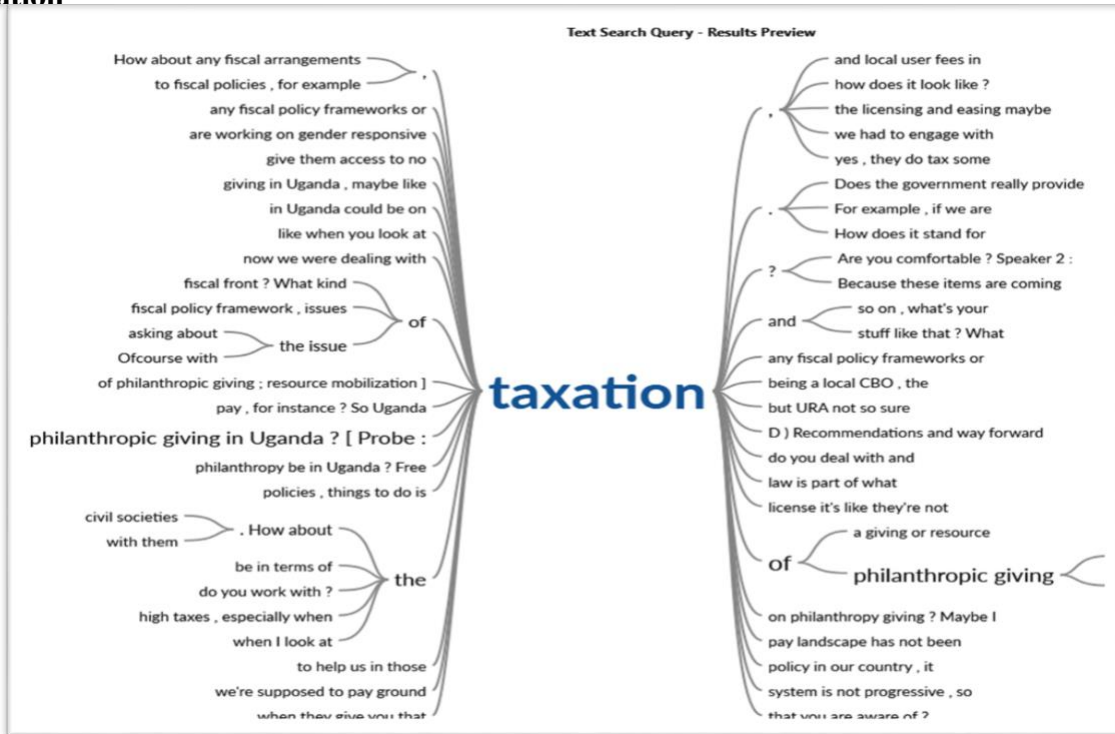 Text Search Query - Results Preview
How about any fiscal arrangements
to fiscal policies , for example
,
any fiscal policy frameworks or
are working on gender responsive
give them access to no
giving in Uganda , maybe like
in Uganda could be on
like when you look at
now we were dealing with
fiscal front ? What kind
fiscal policy framework , issues
asking about
Ofcourse with
the issue
of
of philanthropic giving ; resource mobilization ]
pay , for instance ? So Uganda
philanthropic giving in Uganda ? [ Probe :
philanthropy be in Uganda ? Free
policies , things to do is
civil societies
with them
. How about
be in terms of
do you work with ?
high taxes , especially when
when I look at
the
to help us in those
we're supposed to pay ground
when they give you that
taxation
,
and local user fees in
how does it look like ?
the licensing and easing maybe
we had to engage with
yes , they do tax some
.
Does the government really provide
For example , if we are
How does it stand for
?
Are you comfortable ? Speaker 2 :
Because these items are coming
and
so on , what's your
stuff like that ? What
any fiscal policy frameworks or
being a local CBO , the
but URA not so sure
D ) Recommendations and way forward
do you deal with and
law is part of what
license it's like they're not
of
a giving or resource
philanthropic giving
on philanthropy giving ? Maybe I
pay landscape has not been
policy in our country , it
system is not progressive , so
that you are aware of ?